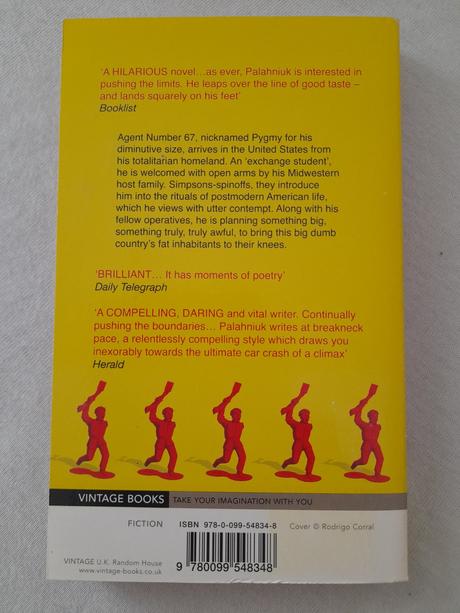 ‘A HILARIOUS novel…as ever, Palahniuk is interested in
pushing the limits. He leaps over the line of good taste –
and lands squarely on his feet’
Booklist
Agent Number 67, nicknamed Pygmy for his
diminutive size, arrives in the United States from
his totalitarian homeland. An ‘exchange student’,
he is welcomed with open arms by his Midwestern
host family. Simpsons-spinoffs, they introduce
him into the rituals of postmodern American life,
which he views with utter contempt. Along with his
fellow operatives, he is planning something big,
something truly, truly awful, to bring this big dumb
country’s fat inhabitants to their knees.
‘BRILLIANT… It has moments of poetry’
Daily Telegraph
‘A COMPELLING, DARING and vital writer. Continually
pushing the boundaries… Palahniuk writes at breakneck
pace, a relentlessly compelling style which draws you
inexorably towards the ultimate car crash of a climax’
Herald
VINTAGE BOOKS TAKE YOUR IMAGINATION WITH YOU
FICTION ISBN 978-0-099-54834-8 Cover © Rodrigo Corral
VINTAGE U.K. Random House
www.vintage-books.co.uk
9 780099 548348